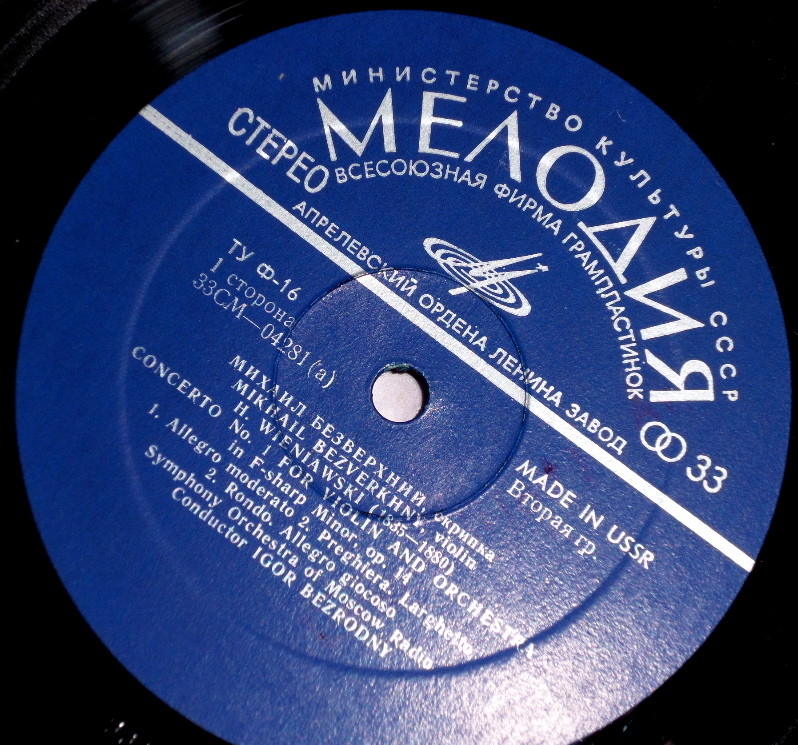 МИНИСТЕРСТВО КУЛЬТУРЫ СССР
МЕЛОДИЯ
ВСЕСОЮЗНАЯ ФИРМА ГРАМПЛАСТИНОК
СТЕРЕО
33
АПРЕЛЕВСКИЙ ОРДЕНА ЛЕНИНА ЗАВОД
MADE IN USSR
Вторая гр
ТУ Ф-16
1 сторона
33СМ—04281(а)
МИХАИЛ БЕЗВЕРХНИЙ, скрипка
MIKHAIL BEZVERKHNY, violin
H. WIENIAWSKI (1835—1880)
CONCERTO No. 1 FOR VIOLIN AND ORCHESTRA
in F-sharp Minor, op. 14
1. Allegro moderato 2. Preghiera. Larghetto
2. Rondo. Allegro giocoso
Symphony Orchestra of Moscow Radio
Conductor IGOR BEZRODNY